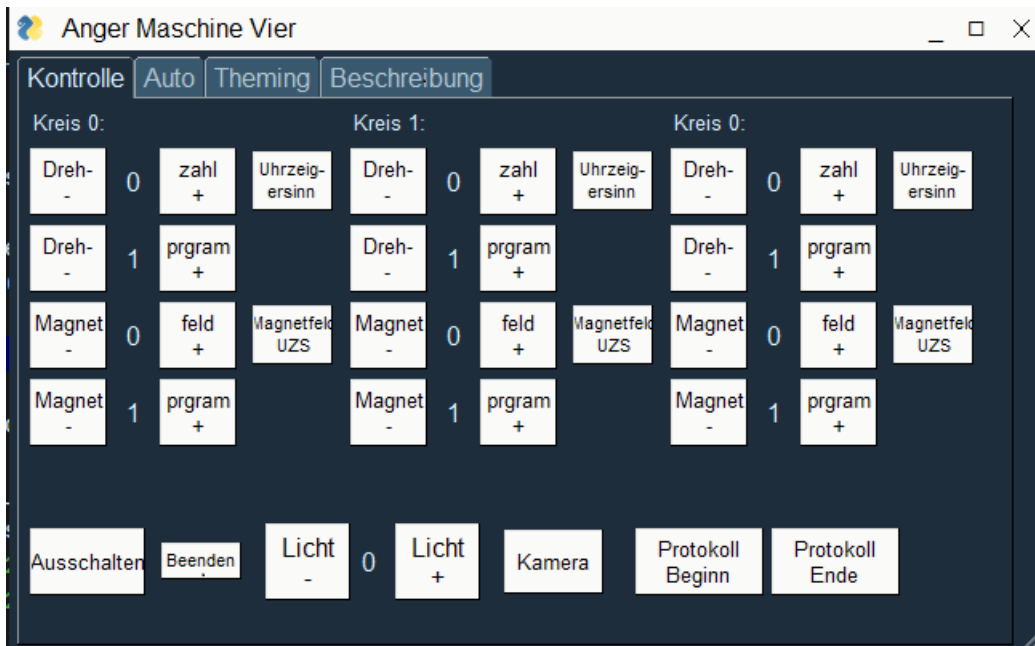 Anger Maschine Vier
Kontrolle Auto Theming Beschreibung
Kreis 0: Kreis 1: Kreis 0:
Dreh- zahl Uhrzeig- Dreh- zahl Uhrzeig- Dreh- zahl Uhrzeig-
- 0 + ersinn - 0 + ersinn - 0 + ersinn
Dreh- prgram Dreh- prgram Dreh- prgram
- 1 + - 1 + - 1 +
Magnet feld Magnetfeld Magnet feld Magnetfeld Magnet feld Magnetfeld
- 0 + UZS - 0 + UZS - 0 + UZS
Magnet prgram Magnet prgram Magnet prgram
- 1 + - 1 + - 1 +
Ausschalten Beenden Licht 0 Licht Kamera Protokoll Protokoll
- + Beginn Ende